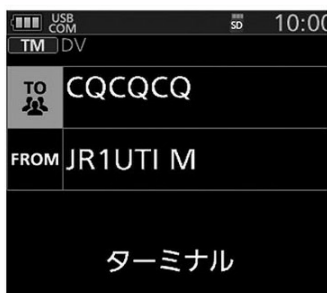 USB
COM
SD 10:00
TM DV
TO CQCQCQ
FROM JR1UTI M
ターミナル